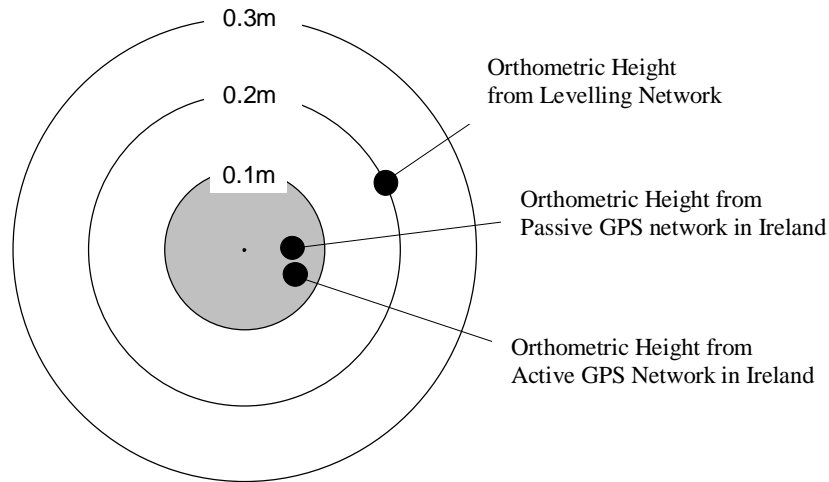 0.3m
0.2m
0.1m
Orthometric Height
from Levelling Network
Orthometric Height from
Passive GPS network in Ireland
Orthometric Height from
Active GPS Network in Ireland